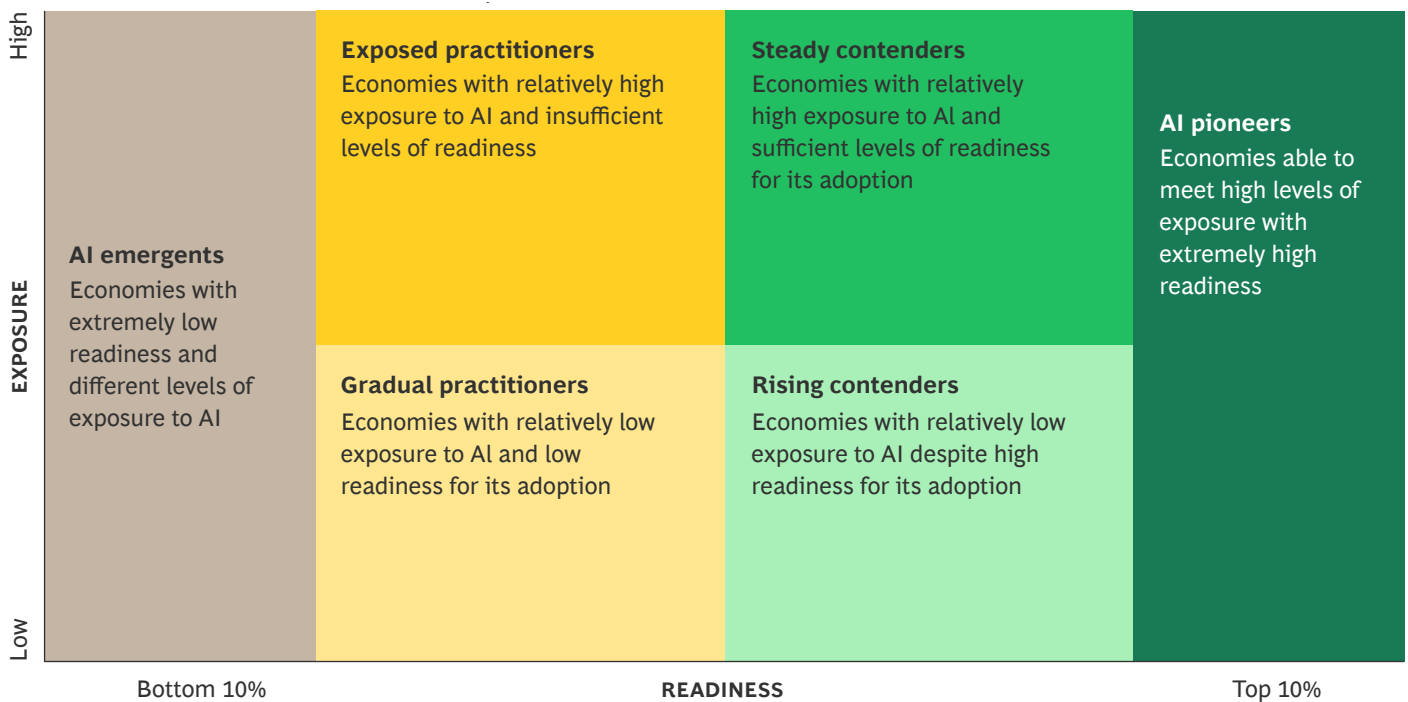 High
EXPOSURE
Low
AI emergents
Economies with
extremely low
readiness and
different levels of
exposure to AI
Exposed practitioners
Economies with relatively high
exposure to AI and insufficient
levels of readiness
Steady contenders
Economies with relatively
high exposure to AI and
sufficient levels of readiness
for its adoption
AI pioneers
Economies able to
meet high levels of
exposure with
extremely high
readiness
Gradual practitioners
Economies with relatively low
exposure to AI and low
readiness for its adoption
Rising contenders
Economies with relatively low
exposure to AI despite high
readiness for its adoption
Bottom 10%
READINESS
Top 10%